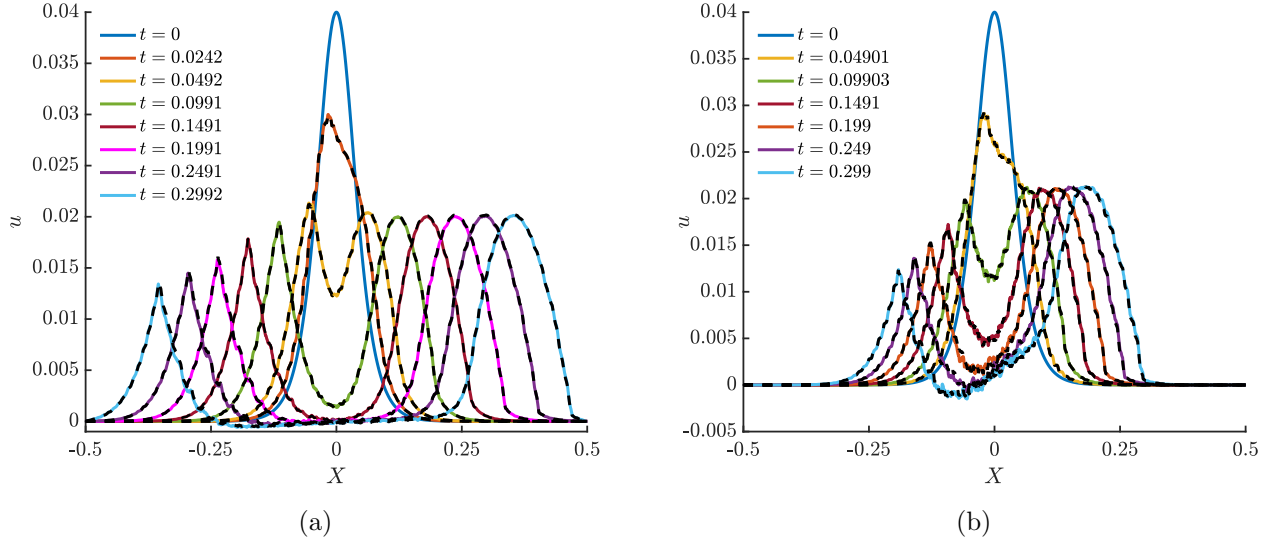 0.04
0.035
0.03
0.025
0.02
0.015
0.01
0.005
0
u
-0.5
-0.25
0
0.25
0.5
X
t = 0
t = 0.0242
t = 0.0492
t = 0.0991
t = 0.1491
t = 0.1991
t = 0.2491
t = 0.2992
(a)
0.04
0.035
0.03
0.025
0.02
0.015
0.01
0.005
0
-0.005
u
-0.5
-0.25
0
0.25
0.5
X
t = 0
t = 0.04901
t = 0.09903
t = 0.1491
t = 0.199
t = 0.249
t = 0.299
(b)